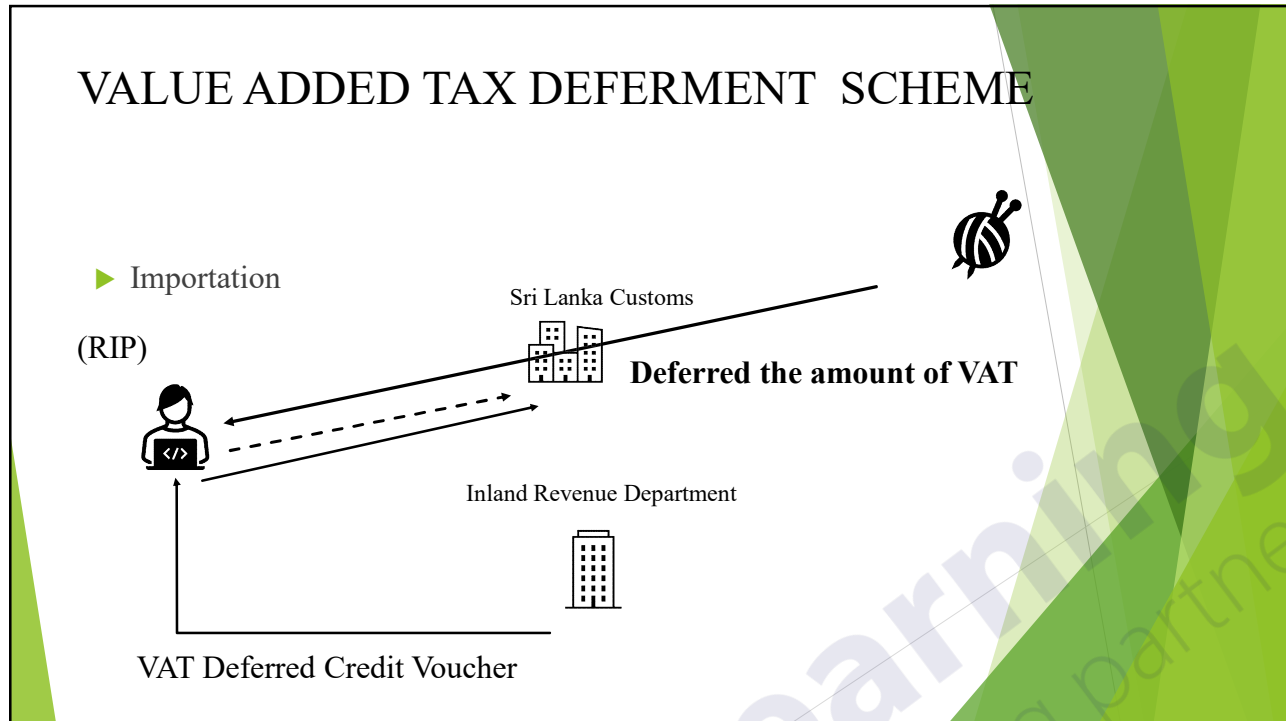 VALUE ADDED TAX DEFERMENT SCHEME
Importation
Sri Lanka Customs
(RIP)
Deferred the amount of VAT
</>
Inland Revenue Department
VAT Deferred Credit Voucher